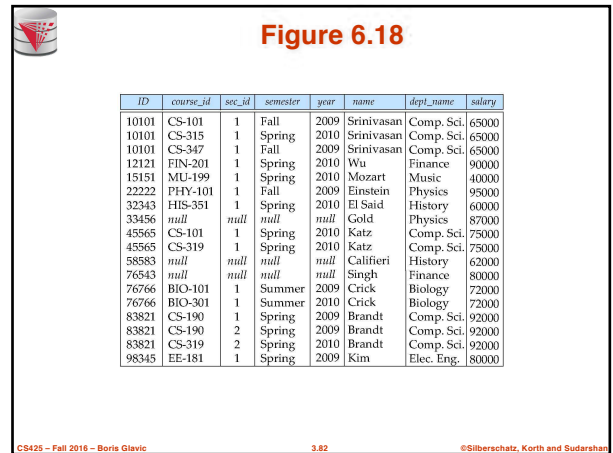 Figure 6.18
ID course_id sec_id semester year name dept_name salary
10101 CS-101 1 Fall 2009 Srinivasan Comp. Sci. 65000
10101 CS-315 1 Spring 2010 Srinivasan Comp. Sci. 65000
10101 CS-347 1 Fall 2009 Srinivasan Comp. Sci. 65000
12121 FIN-201 1 Spring 2010 Wu Finance 90000
15151 MU-199 1 Spring 2010 Mozart Music 40000
22222 PHY-101 1 Fall 2009 Einstein Physics 95000
32343 HIS-351 1 Spring 2010 El Said History 60000
33456 null null null null Gold Physics 87000
45565 CS-101 1 Spring 2010 Katz Comp. Sci. 75000
45565 CS-319 1 Spring 2010 Katz Comp. Sci. 75000
58583 null null null null Califieri History 62000
76543 null null null null Singh Finance 80000
76766 BIO-101 1 Summer 2009 Crick Biology 72000
76766 BIO-301 1 Summer 2010 Crick Biology 72000
83821 CS-190 1 Spring 2009 Brandt Comp. Sci. 92000
83821 CS-190 2 Spring 2009 Brandt Comp. Sci. 92000
83821 CS-319 2 Spring 2010 Brandt Comp. Sci. 92000
98345 EE-181 1 Spring 2009 Kim Elec. Eng. 80000
CS425 – Fall 2016 – Boris Glavic 3.82 ©Silberschatz, Korth and Sudarshan